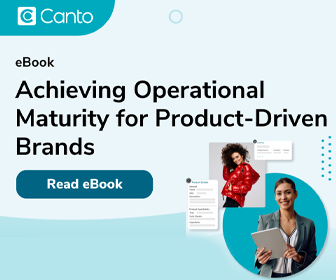 Canto
eBook
Achieving Operational
Maturity for Product-Driven
Brands
Read eBook